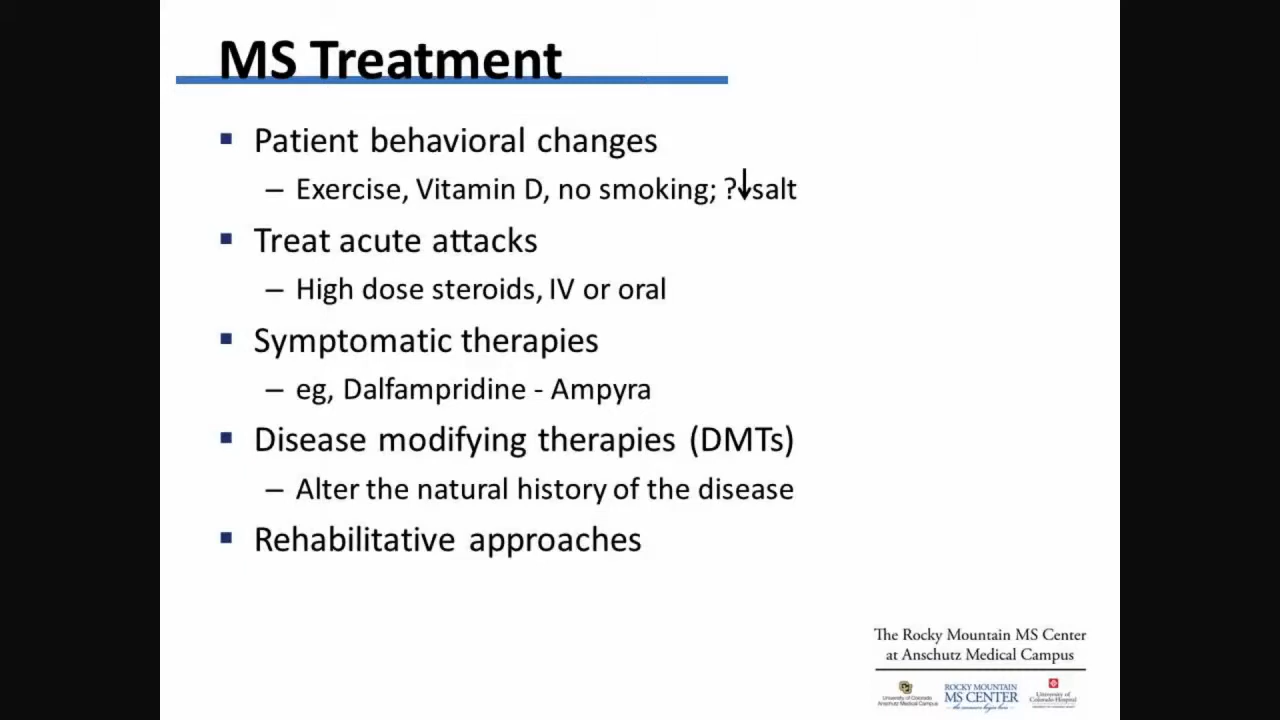 MS Treatment
▪ Patient behavioral changes
– Exercise, Vitamin D, no smoking; ?↓salt
▪ Treat acute attacks
– High dose steroids, IV or oral
▪ Symptomatic therapies
– eg, Dalfampridine - Ampyra
▪ Disease modifying therapies (DMTs)
– Alter the natural history of the disease
▪ Rehabilitative approaches
The Rocky Mountain MS Center
at Anschutz Medical Campus
University of Colorado
Anschutz Medical Campus
ROCKY MOUNTAIN
MS CENTER
University of
Colorado Hospital